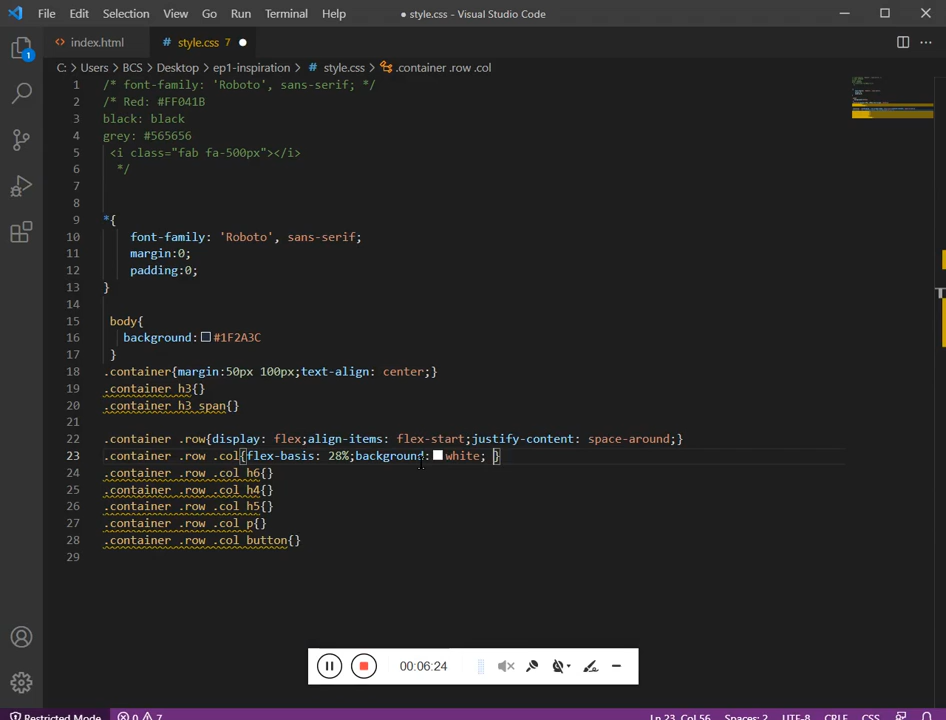 File Edit Selection View Go Run Terminal Help ● style.css - Visual Studio Code
index.html style.css 7
C: > Users > BCS > Desktop > ep1-inspiration > style.css > .container .row .col
1 /* font-family: 'Roboto', sans-serif; */
2 /* Red: #FF041B
3 black: black
4 grey: #565656
5 <i class="fab fa-500px"></i>
6 */
7
8
9 *{
10 font-family: 'Roboto', sans-serif;
11 margin:0;
12 padding:0;
13 }
14
15 body{
16 background: #1F2A3C
17 }
18 .container{margin:50px 100px;text-align: center;}
19 .container h3{}
20 .container h3 span{}
21
22 .container .row{display: flex;align-items: flex-start;justify-content: space-around;}
23 .container .row .col{flex-basis: 28%;background: white; }
24 .container .row .col h6{}
25 .container .row .col h4{}
26 .container .row .col h5{}
27 .container .row .col p{}
28 .container .row .col button{}
29
00:06:24
Restricted Mode 0 7 Ln 23, Col 56 Spaces: 2 UTF-8 CRLF CSS